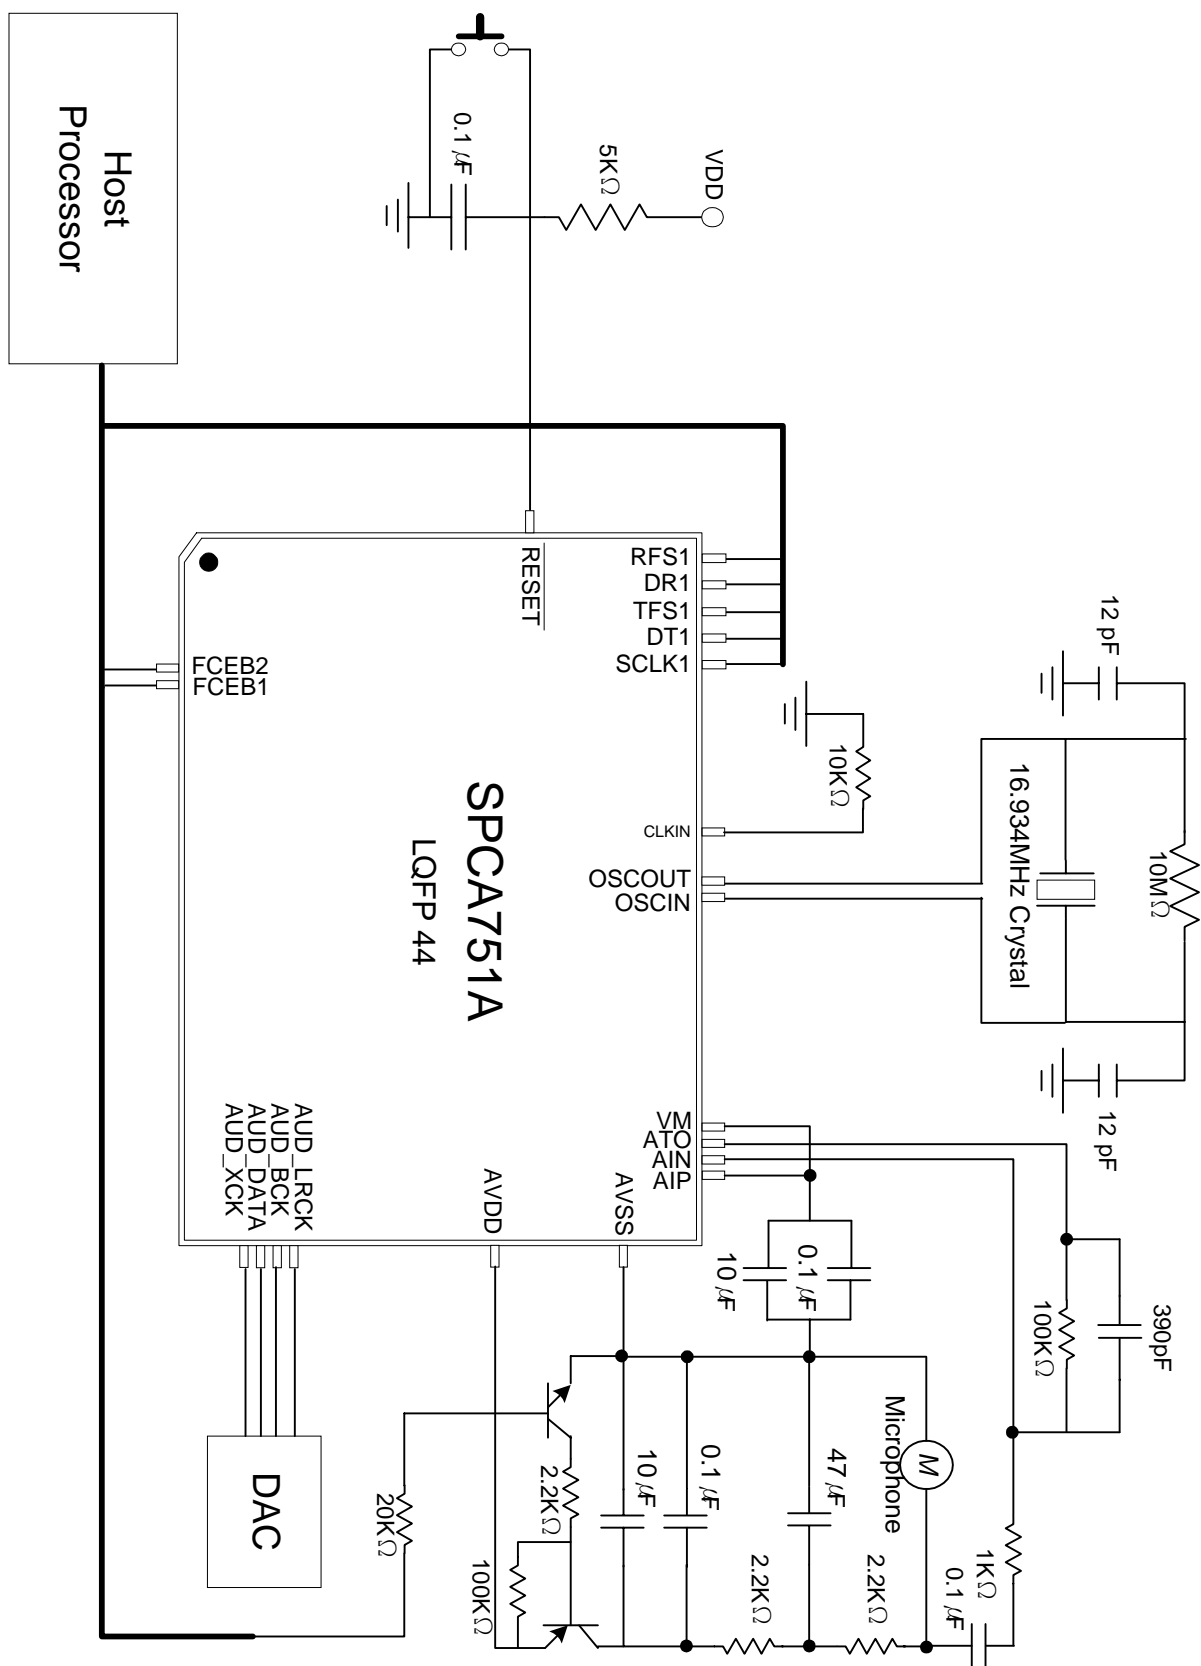 Host
Processor
0.1 µF
5KΩ
VDD
RESET
RFS1
DR1
TFS1
DT1
SCLK1
FCEB2
FCEB1
SPCA751A
LQFP 44
CLKIN
OSCOUT
OSCIN
10KΩ
12 pF
16.934MHz Crystal
10MΩ
12 pF
VM
ATO
AIN
AIP
AVSS
AVDD
AUD_LRCK
AUD_BCK
AUD_DATA
AUD_XCK
DAC
20KΩ
2.2KΩ
100KΩ
10 µF
0.1 µF
10 µF
0.1 µF
47 µF
Microphone
M
2.2KΩ
2.2KΩ
100KΩ
390pF
1KΩ
0.1 µF